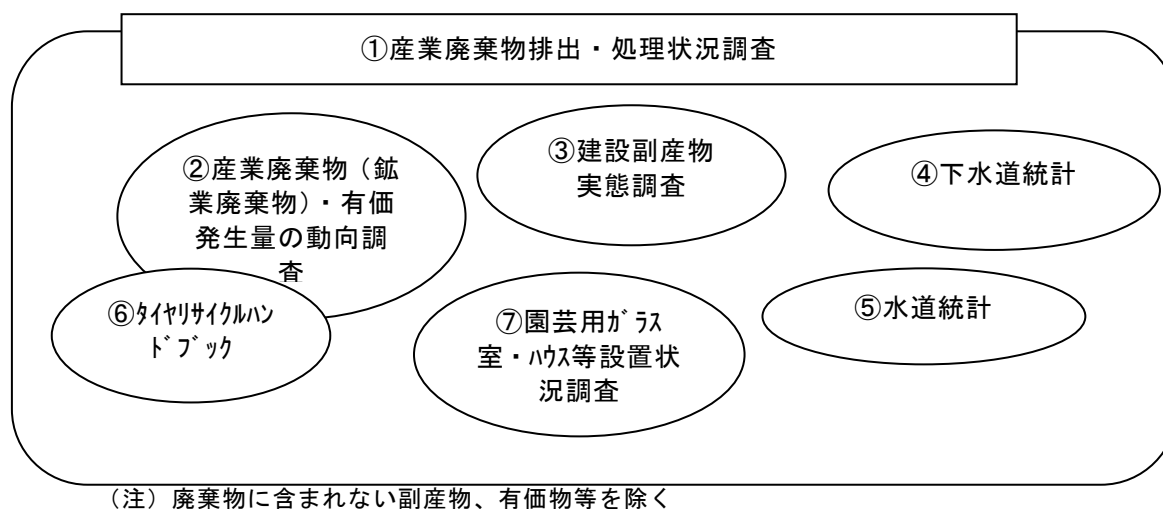 ①産業廃棄物排出・処理状況調査
②産業廃棄物（鉱
業廃棄物）・有価
発生量の動向調
査
③建設副産物
実態調査
④下水道統計
⑥ﾀｲﾔﾘｻｲｸﾙﾊﾝ
ﾄﾞﾌﾞｯｸ
⑦園芸用ｶﾞﾗｽ
室・ﾊｳｽ等設置状
況調査
⑤水道統計
（注）廃棄物に含まれない副産物、有価物等を除く